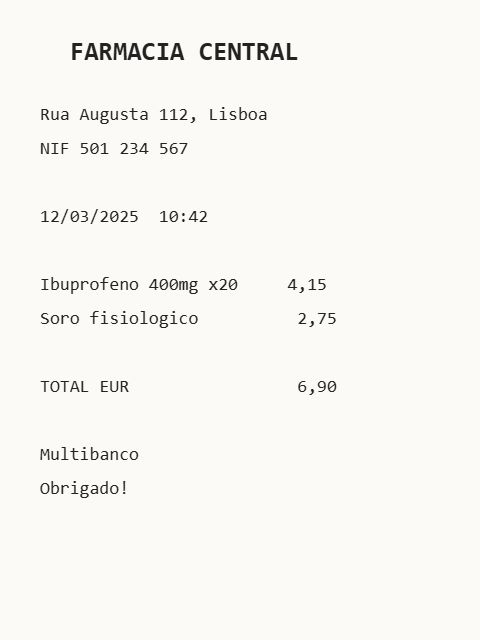 FARMACIA CENTRAL
Rua Augusta 112, Lisboa
NIF 501 234 567
12/03/2025  10:42
Ibuprofeno 400mg x20     4,15
Soro fisiologico          2,75
TOTAL EUR                 6,90
Multibanco
Obrigado!